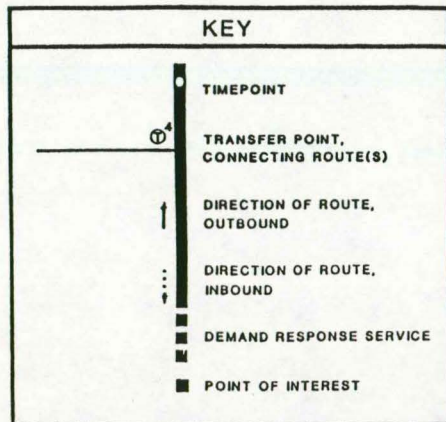 KEY
TIMEPOINT
T 4
TRANSFER POINT,
CONNECTING ROUTE(S)
DIRECTION OF ROUTE,
OUTBOUND
DIRECTION OF ROUTE,
INBOUND
DEMAND RESPONSE SERVICE
POINT OF INTEREST